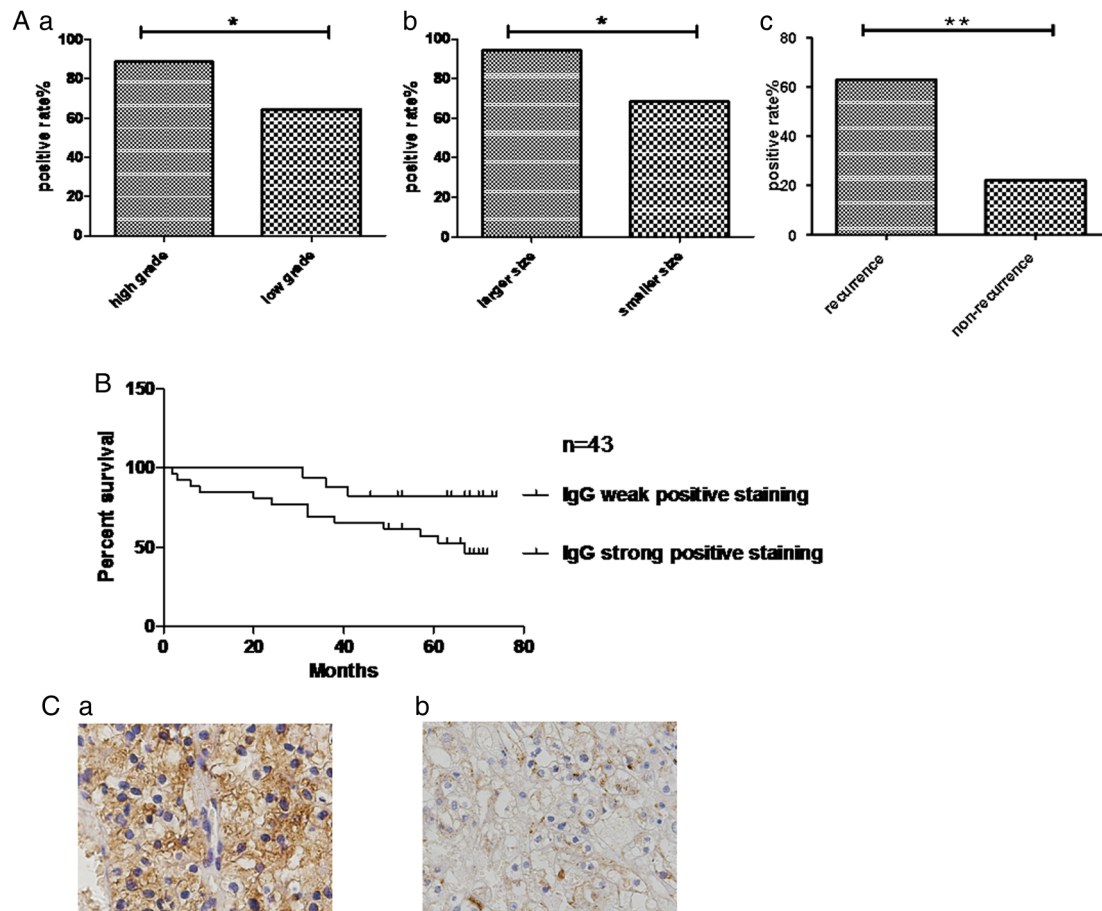 A a
*
100
80
60
40
20
0
positive rate%
high grade
low grade
b
*
100
80
60
40
20
0
positive rate%
larger size
smaller size
c
**
80
60
40
20
0
positive rate%
recurrence
non-recurrence
B
150
100
50
0
Percent survival
0 20 40 60 80
Months
n=43
IgG weak positive staining
IgG strong positive staining
C a
b